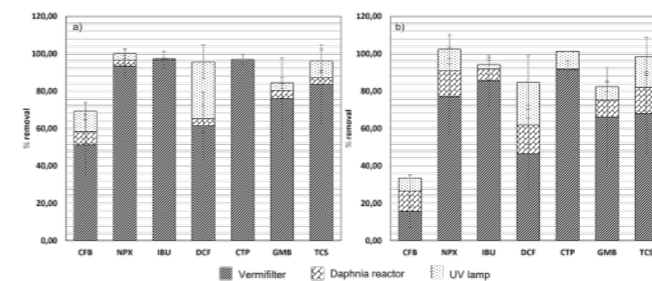 a)
120,00
100,00
80,00
60,00
40,00
20,00
0,00
% removal
CFB NPX IBU DCF CTP GMB TCS
b)
120,00
100,00
80,00
60,00
40,00
20,00
0,00
% removal
CFB NPX IBU DCF CTP GMB TCS
Vermifilter Daphnia reactor UV lamp